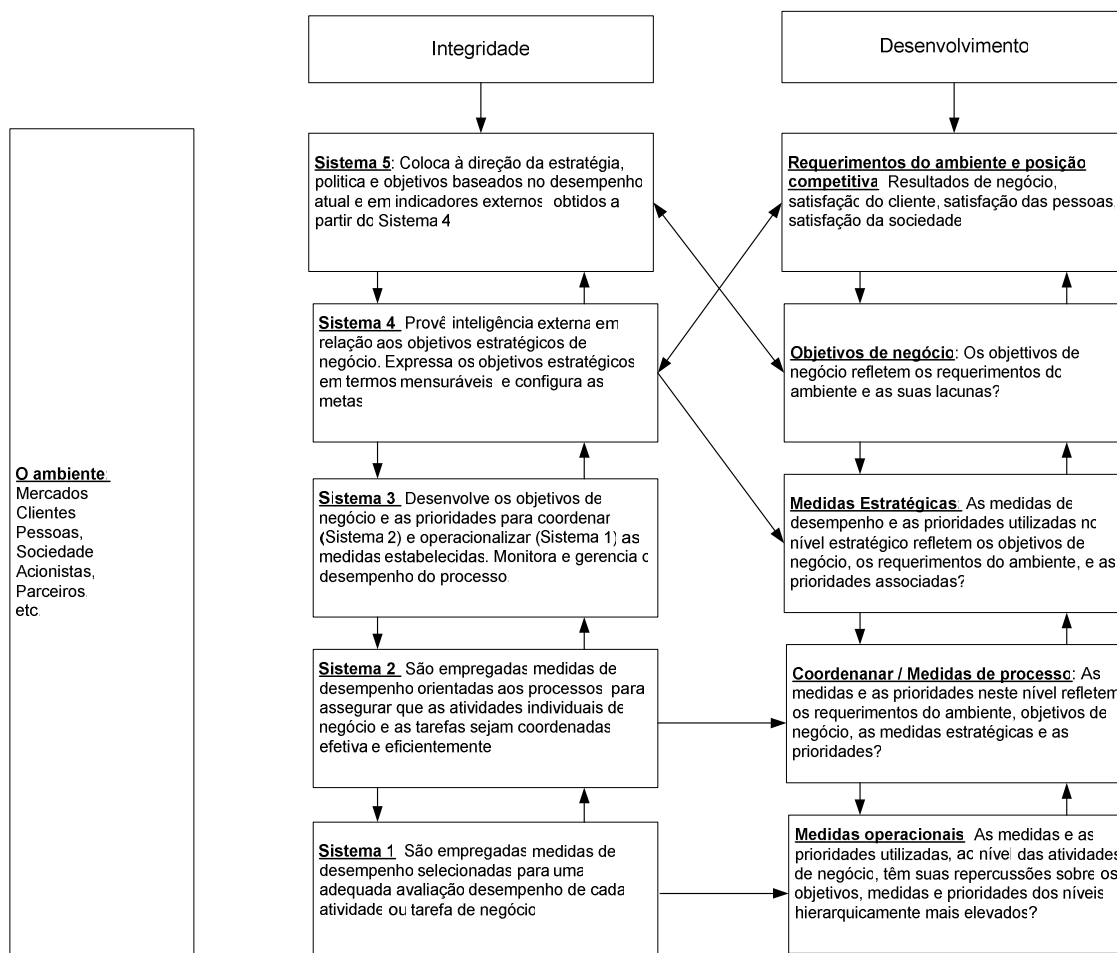 Integridade
Desenvolvimento
O ambiente:
Mercados
Clientes
Pessoas,
Sociedade
Acionistas,
Parceiros
etc
Sistema 5: Coloca à direção da estratégia,
politica e objetivos baseados no desempenho
atual e em indicadores externos obtidos a
partir do Sistema 4
Sistema 4 Provê inteligência externa em
relação aos objetivos estratégicos de
negócio. Expressa os objetivos estratégicos
em termos mensuráveis e configura as
metas
Sistema 3 Desenvolve os objetivos de
negócio e as prioridades para coordenar
(Sistema 2) e operacionalizar (Sistema 1) as
medidas estabelecidas. Monitora e gerencia o
desempenho do processo
Sistema 2 São empregadas medidas de
desempenho orientadas aos processos para
assegurar que as atividades individuais de
negócio e as tarefas sejam coordenadas
efetiva e eficientemente
Sistema 1 São empregadas medidas de
desempenho selecionadas para uma
adequada avaliação desempenho de cada
atividade ou tarefa de negócio
Requerimentos do ambiente e posição
competitiva Resultados de negócio,
satisfação do cliente, satisfação das pessoas,
satisfação da sociedade
Objetivos de negócio: Os objettivos de
negócio refletem os requerimentos do
ambiente e as suas lacunas?
Medidas Estratégicas: As medidas de
desempenho e as prioridades utilizadas no
nível estratégico refletem os objetivos de
negócio, os requerimentos do ambiente, e as
prioridades associadas?
Coordenanar / Medidas de processo: As
medidas e as prioridades neste nível refletem
os requerimentos do ambiente, objetivos de
negócio, as medidas estratégicas e as
prioridades?
Medidas operacionais As medidas e as
prioridades utilizadas, ao nível das atividades
de negócio, têm suas repercussões sobre os
objetivos, medidas e prioridades dos níveis
hierarquicamente mais elevados?